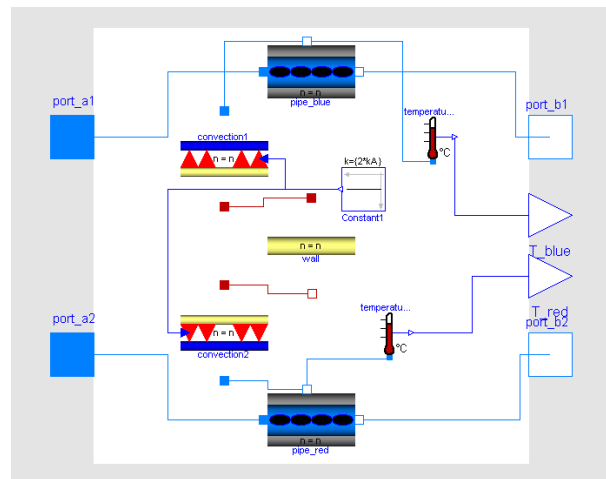 n = n
pipe_blue
port_a1
temperatu...
port_b1
convection1
n = n
°C
k={2*kA}
Constant1
n = n
wall
T_blue
temperatu...
port_a2
T_red
port_b2
n = n
convection2
°C
n = n
pipe_red